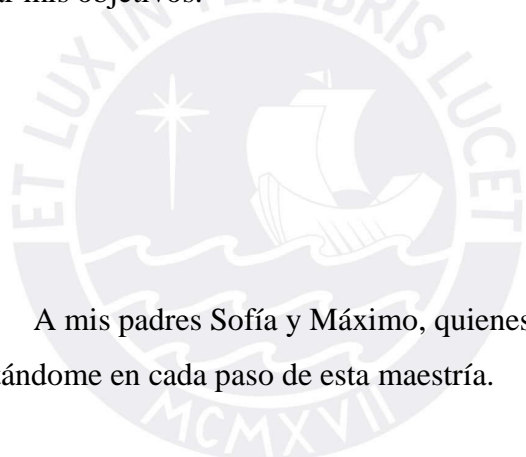 mis objetivos.
ET LUX IN TENEBRIS LUCET
A mis padres Sofía y Máximo, quienes
tándome en cada paso de esta maestría.
MCMXVII